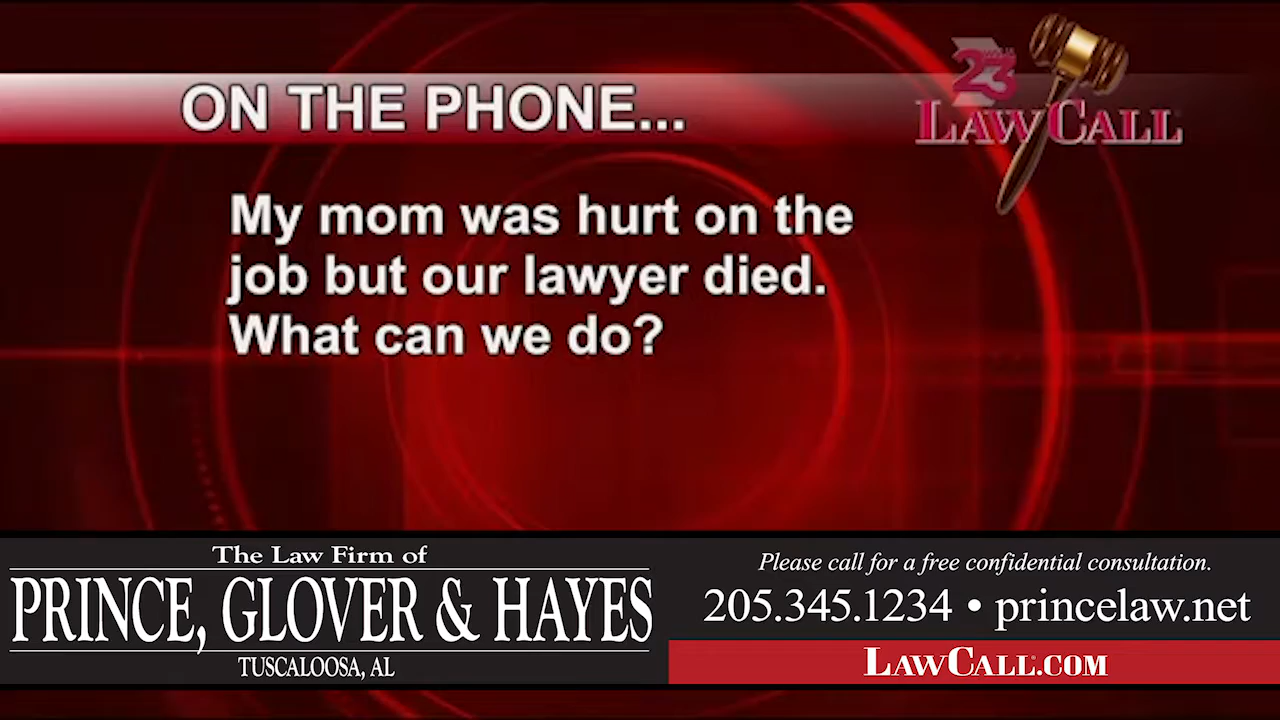 ON THE PHONE...
23
LAWCALL
My mom was hurt on the
job but our lawyer died.
What can we do?
The Law Firm of
PRINCE, GLOVER & HAYES
TUSCALOOSA, AL
Please call for a free confidential consultation.
205.345.1234 • princelaw.net
LAWCALL.COM